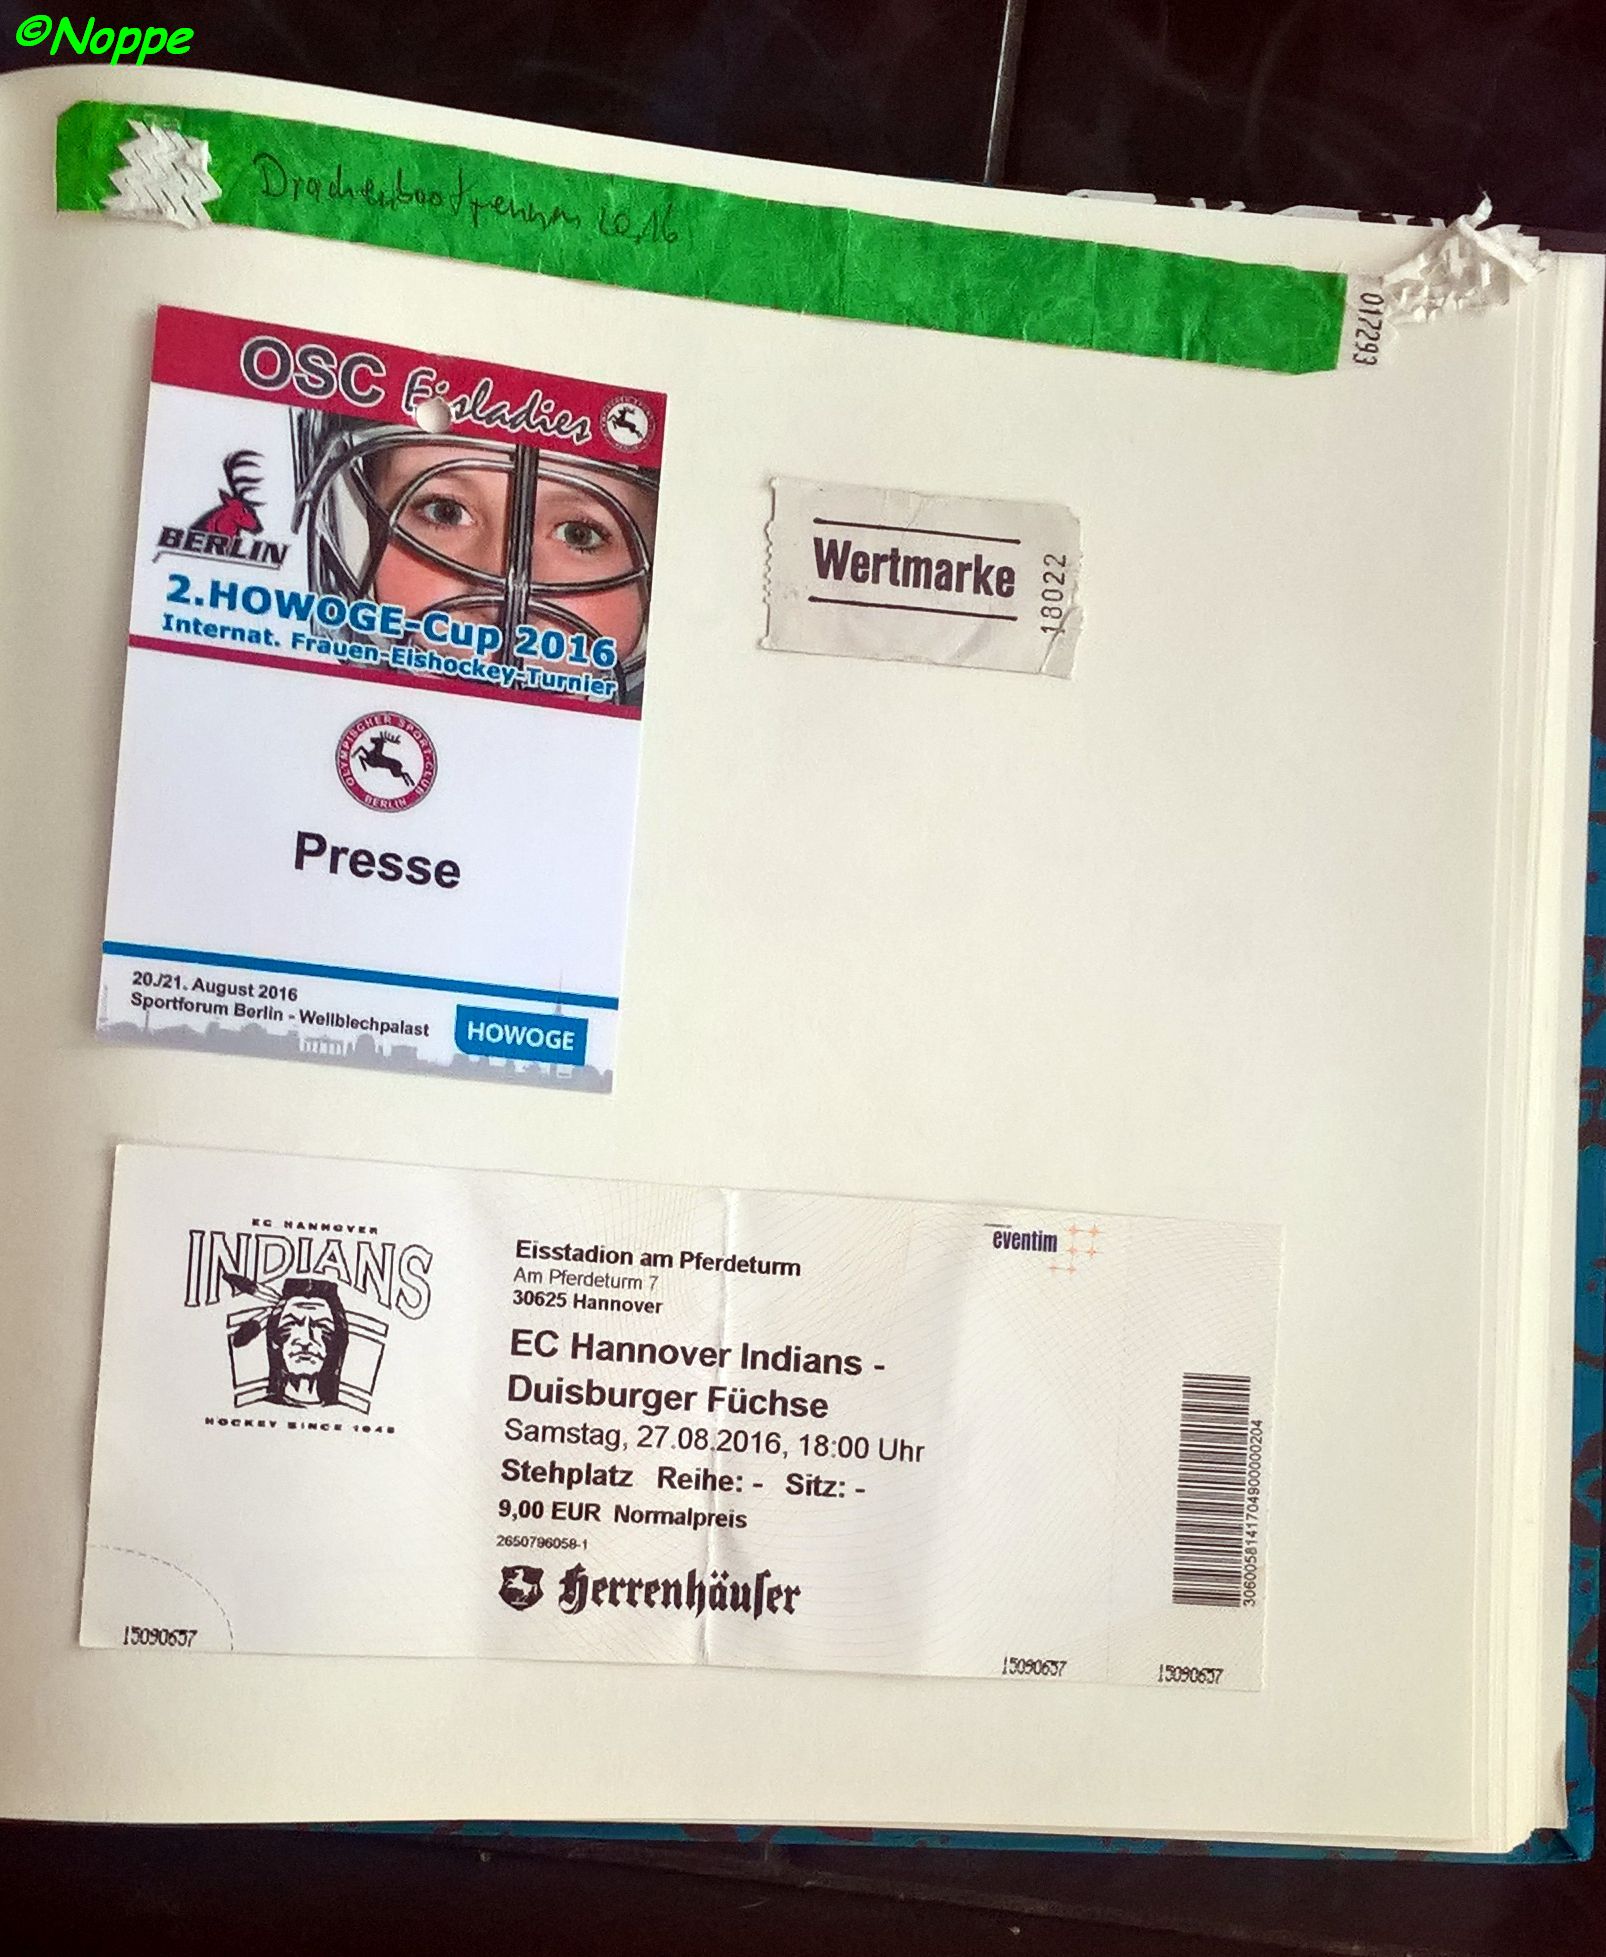 ©Noppe
Drachenbootrennen 2016
017293
OSC Eisladies
BERLIN
2.HOWOGE-Cup 2016
Internat. Frauen-Eishockey-Turnier
OLYMPISCHER SPORT-CLUB
BERLIN
Presse
20./21. August 2016
Sportforum Berlin - Wellblechpalast
HOWOGE
Wertmarke
18022
EC HANNOVER
INDIANS
HOCKEY SINCE 1948
Eisstadion am Pferdeturm
Am Pferdeturm 7
30625 Hannover
eventim
EC Hannover Indians -
Duisburger Füchse
Samstag, 27.08.2016, 18:00 Uhr
Stehplatz Reihe: - Sitz: -
9,00 EUR Normalpreis
2650796058-1
Herrenhäuser
3060058141704900000204
15090657
15090657
15090657